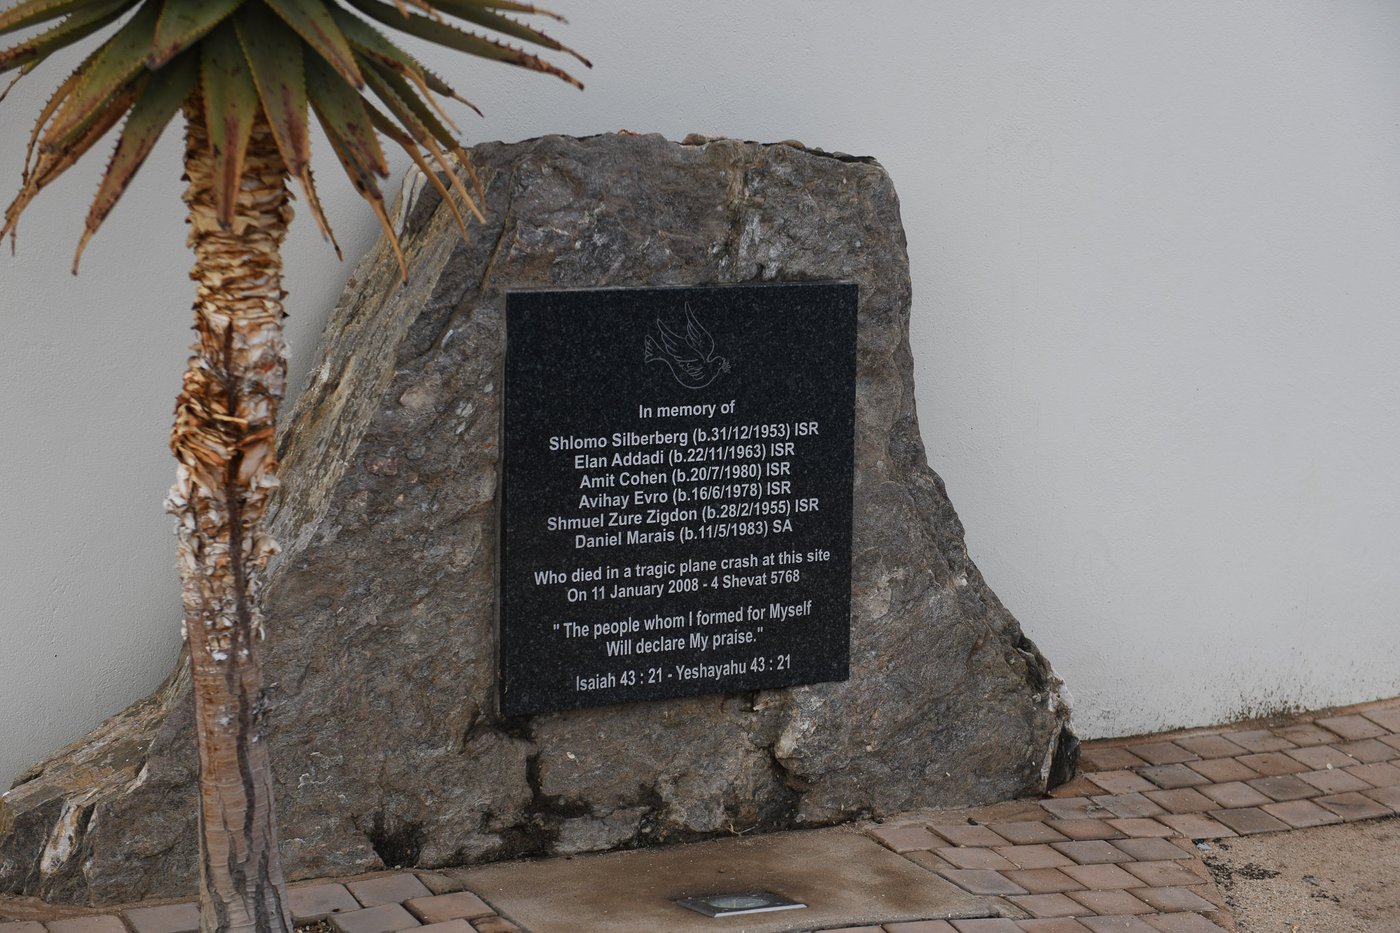 In memory of
Shlomo Silberberg (b.31/12/1953) ISR
Elan Addadi (b.22/11/1963) ISR
Amit Cohen (b.20/7/1980) ISR
Avihay Evro (b.16/6/1978) ISR
Shmuel Zure Zigdon (b.28/2/1955) ISR
Daniel Marais (b.11/5/1983) SA
Who died in a tragic plane crash at this site
On 11 January 2008 - 4 Shevat 5768
" The people whom I formed for Myself
Will declare My praise."
Isaiah 43 : 21 - Yeshayahu 43 : 21